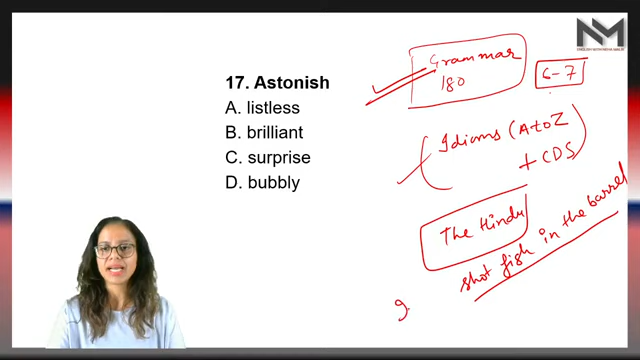 NM
17. Astonish
A. listless
B. brilliant
C. surprise
D. bubbly
Grammar
180
6-7
Idioms (A to Z
+ CDS)
The Hindu
shot fish in the barrel